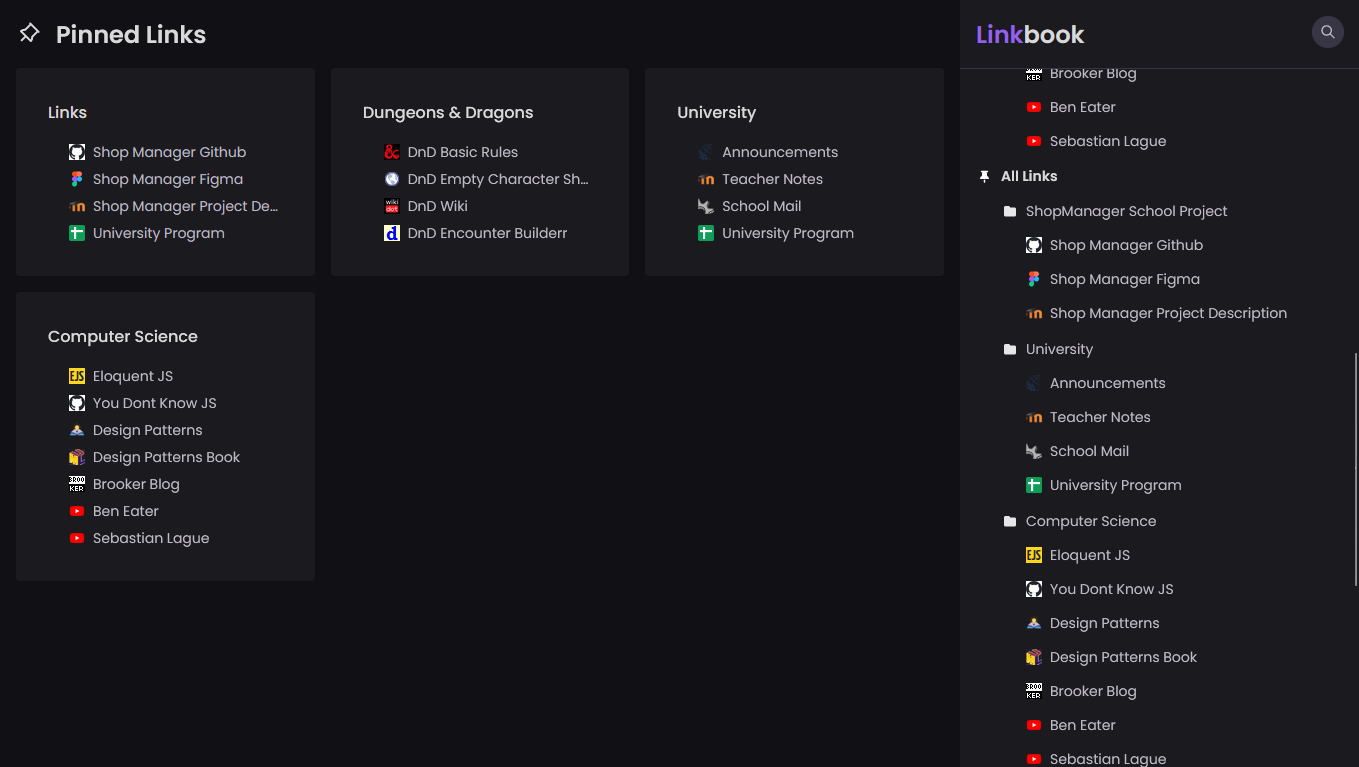 Pinned Links
Links
Shop Manager Github
Shop Manager Figma
Shop Manager Project De...
University Program
Dungeons & Dragons
DnD Basic Rules
DnD Empty Character Sh...
DnD Wiki
DnD Encounter Builderr
University
Announcements
Teacher Notes
School Mail
University Program
Computer Science
EJS Eloquent JS
You Dont Know JS
Design Patterns
Design Patterns Book
Brooker Blog
Ben Eater
Sebastian Lague
Linkbook
Brooker Blog
Ben Eater
Sebastian Lague
All Links
ShopManager School Project
Shop Manager Github
Shop Manager Figma
Shop Manager Project Description
University
Announcements
Teacher Notes
School Mail
University Program
Computer Science
EJS Eloquent JS
You Dont Know JS
Design Patterns
Design Patterns Book
Brooker Blog
Ben Eater
Sebastian Lague